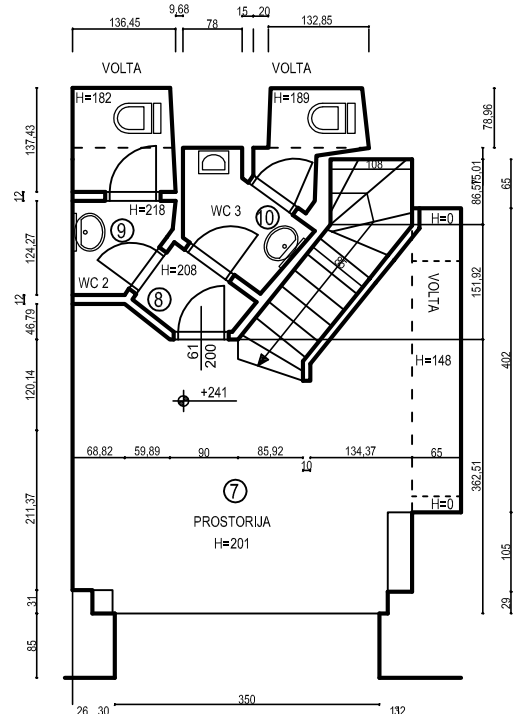 9,68 15 20
136,45 78 132,85
VOLTA VOLTA
H=182 H=189
78,96
137,43
108
75,01
86,57
65
12
H=218
WC 3 10
H=0
9
124,27
H=208
VOLTA
151,92
WC 2
8
12
46,79
61
200
H=148
402
+241
120,14
68,82 59,89 90 85,92 134,37 65
10
7
362,51
PROSTORIJA
H=0
H=201
211,37
105
31
29
85
350
26 30